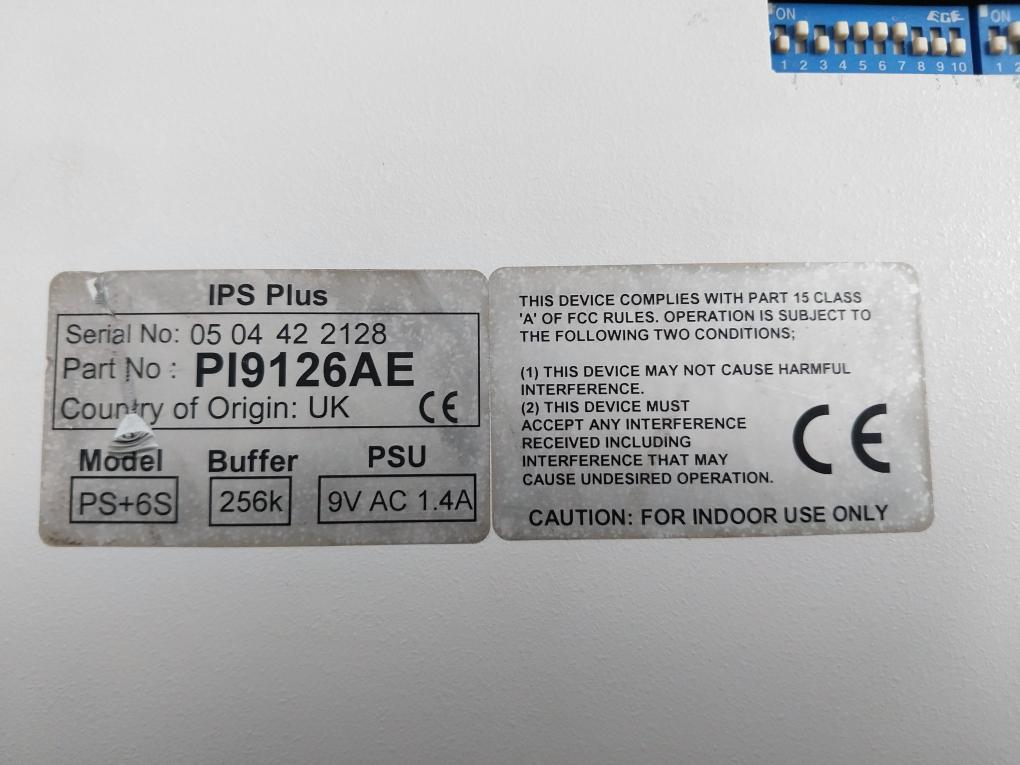 ON ECE ON
1 2 3 4 5 6 7 8 9 10 1 2
IPS Plus
Serial No: 05 04 42 2128
Part No : PI9126AE
Country of Origin: UK CE
Model Buffer PSU
PS+6S 256k 9V AC 1.4A
THIS DEVICE COMPLIES WITH PART 15 CLASS
'A' OF FCC RULES. OPERATION IS SUBJECT TO
THE FOLLOWING TWO CONDITIONS;
(1) THIS DEVICE MAY NOT CAUSE HARMFUL
INTERFERENCE.
(2) THIS DEVICE MUST
ACCEPT ANY INTERFERENCE
RECEIVED INCLUDING
INTERFERENCE THAT MAY
CAUSE UNDESIRED OPERATION.
CE
CAUTION: FOR INDOOR USE ONLY